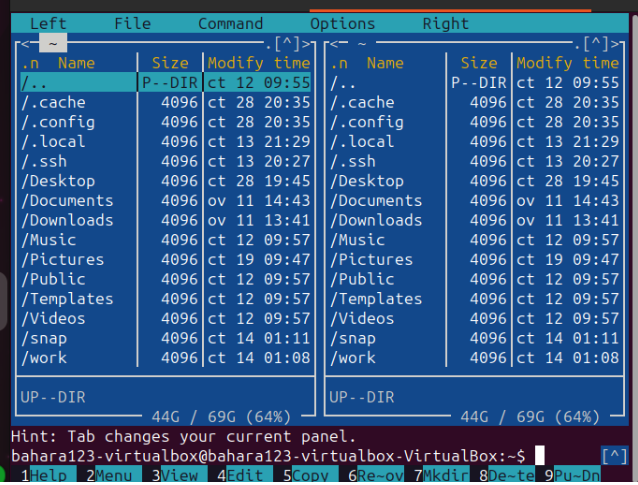 Left File Command Options Right
<─ ~ .[^]> <─ ~ .[^]>
.n Name Size Modify time .n Name Size Modify time
/.. P--DIR ct 12 09:55 /.. P--DIR ct 12 09:55
/.cache 4096 ct 28 20:35 /.cache 4096 ct 28 20:35
/.config 4096 ct 28 20:35 /.config 4096 ct 28 20:35
/.local 4096 ct 13 21:29 /.local 4096 ct 13 21:29
/.ssh 4096 ct 13 20:27 /.ssh 4096 ct 13 20:27
/Desktop 4096 ct 28 19:45 /Desktop 4096 ct 28 19:45
/Documents 4096 ov 11 14:43 /Documents 4096 ov 11 14:43
/Downloads 4096 ov 11 13:41 /Downloads 4096 ov 11 13:41
/Music 4096 ct 12 09:57 /Music 4096 ct 12 09:57
/Pictures 4096 ct 19 09:47 /Pictures 4096 ct 19 09:47
/Public 4096 ct 12 09:57 /Public 4096 ct 12 09:57
/Templates 4096 ct 12 09:57 /Templates 4096 ct 12 09:57
/Videos 4096 ct 12 09:57 /Videos 4096 ct 12 09:57
/snap 4096 ct 14 01:11 /snap 4096 ct 14 01:11
/work 4096 ct 14 01:08 /work 4096 ct 14 01:08
UP--DIR UP--DIR
44G / 69G (64%) 44G / 69G (64%)
Hint: Tab changes your current panel.
bahara123-virtualbox@bahara123-virtualbox-VirtualBox:~$ [^]
1Help 2Menu 3View 4Edit 5Copy 6Re~ov 7Mkdir 8De~te 9Pu~Dn